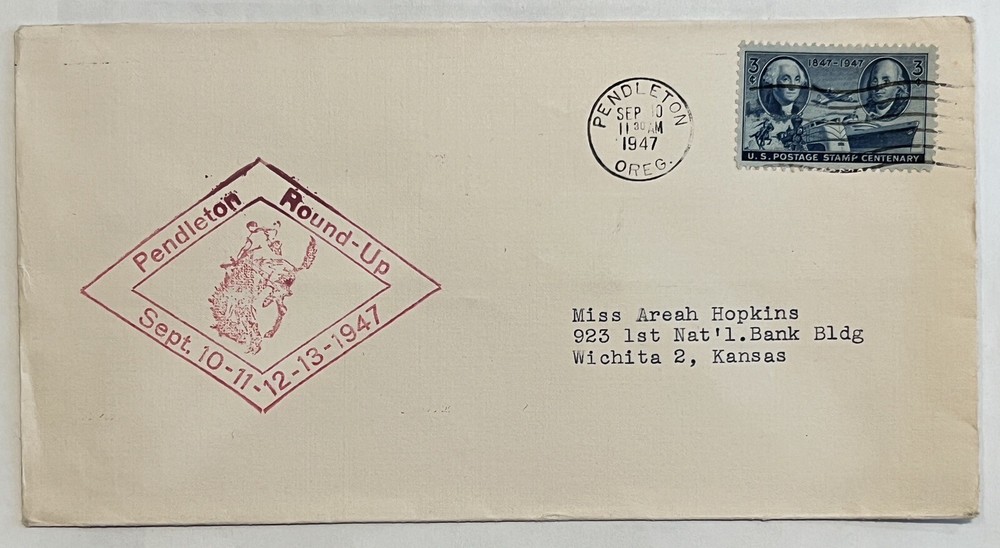 PENDLETON
SEP 10
11 30 AM
1947
OREG.
3¢ 1847-1947 3¢
U.S. POSTAGE STAMP CENTENARY
Pendleton Round-Up
Sept. 10-11-12-13-1947
Miss Areah Hopkins
923 1st Nat'l.Bank Bldg
Wichita 2, Kansas